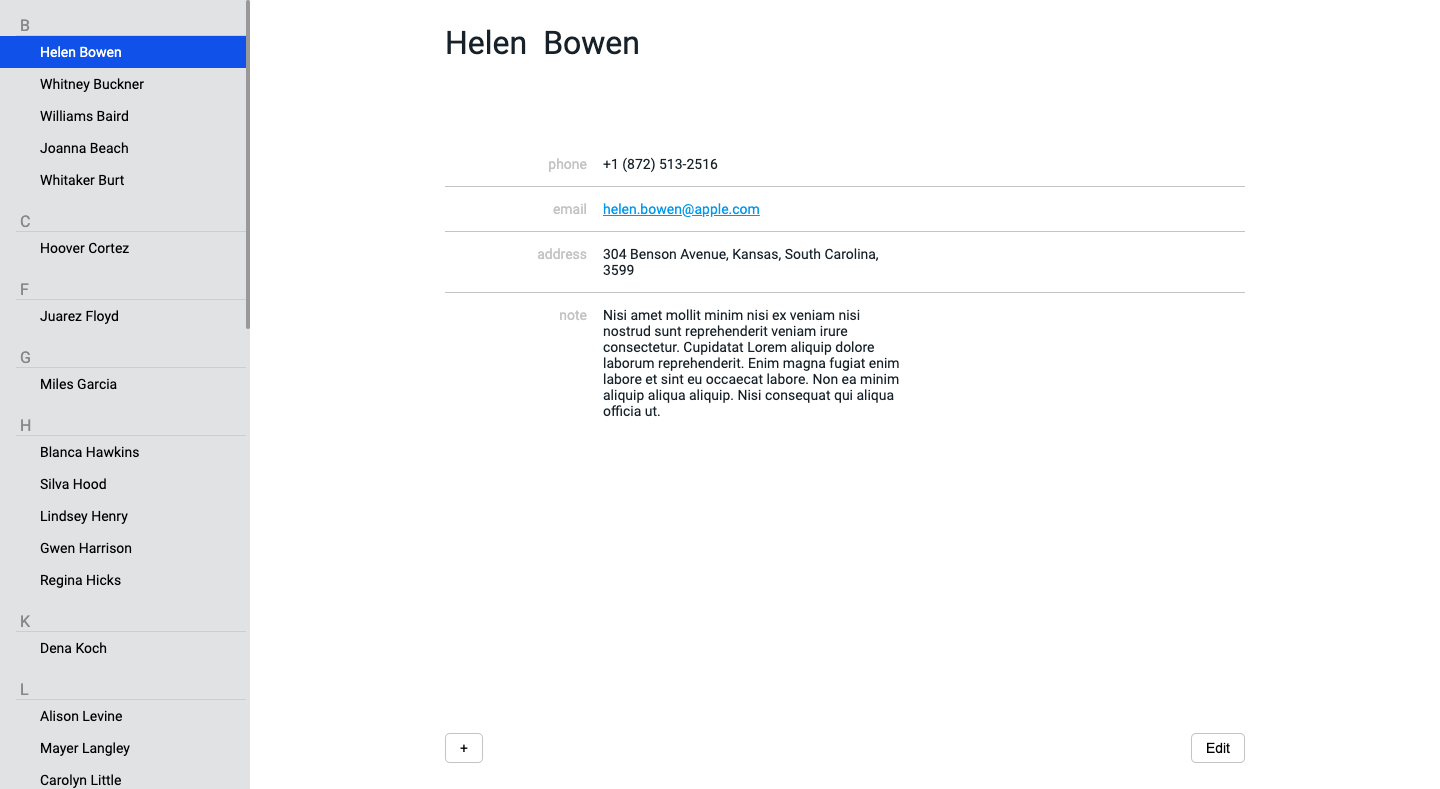 B
Helen Bowen
Whitney Buckner
Williams Baird
Joanna Beach
Whitaker Burt
C
Hoover Cortez
F
Juarez Floyd
G
Miles Garcia
H
Blanca Hawkins
Silva Hood
Lindsey Henry
Gwen Harrison
Regina Hicks
K
Dena Koch
L
Alison Levine
Mayer Langley
Carolyn Little
Helen Bowen
phone +1 (872) 513-2516
email helen.bowen@apple.com
address 304 Benson Avenue, Kansas, South Carolina,
3599
note Nisi amet mollit minim nisi ex veniam nisi
nostrud sunt reprehenderit veniam irure
consectetur. Cupidatat Lorem aliquip dolore
laborum reprehenderit. Enim magna fugiat enim
labore et sint eu occaecat labore. Non ea minim
aliquip aliqua aliquip. Nisi consequat qui aliqua
officia ut.
+ Edit